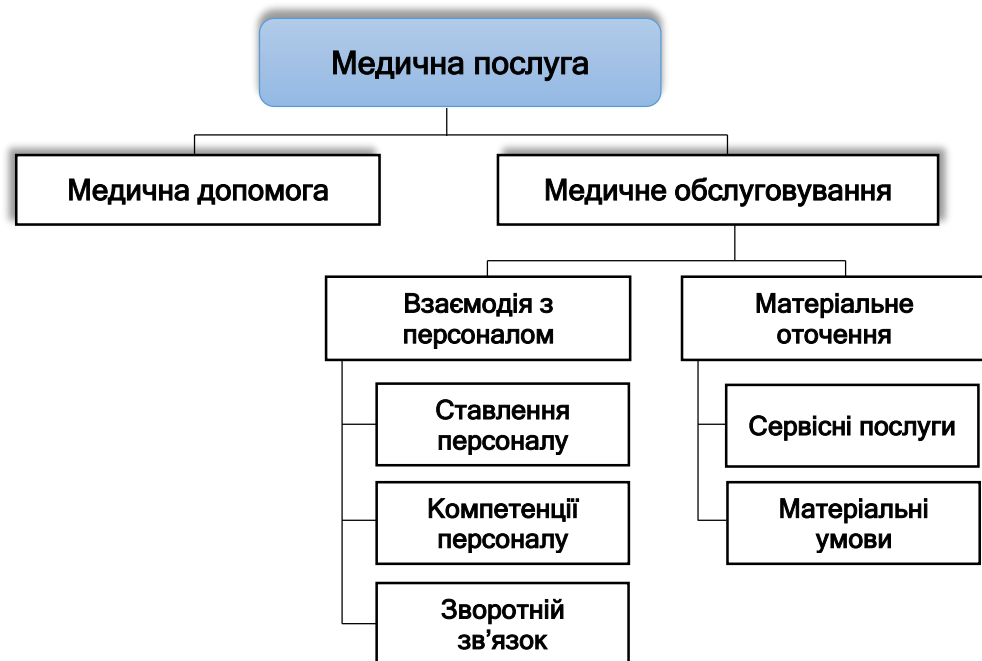 Медична послуга
Медична допомога
Медичне обслуговування
Взаємодія з
персоналом
Матеріальне
оточення
Ставлення
персоналу
Сервісні послуги
Компетенції
персоналу
Матеріальні
умови
Зворотній
зв’язок